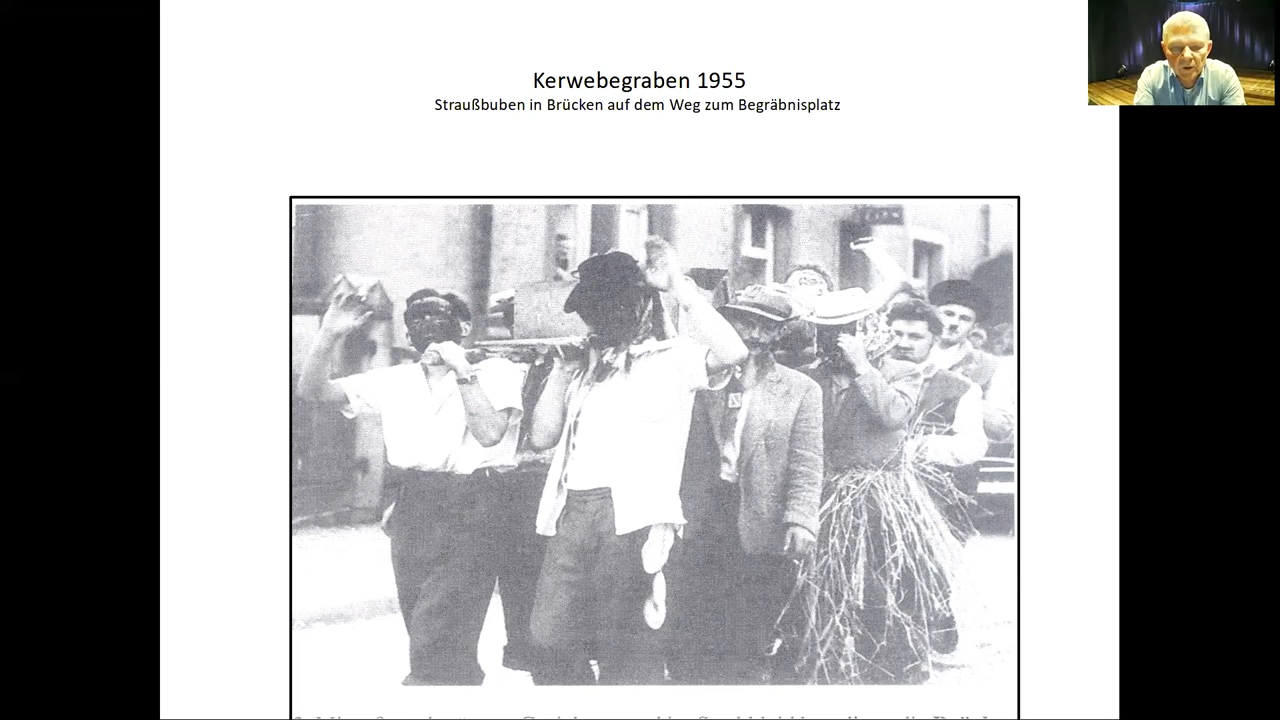 Kerwebegraben 1955
Straußbuben in Brücken auf dem Weg zum Begräbnisplatz